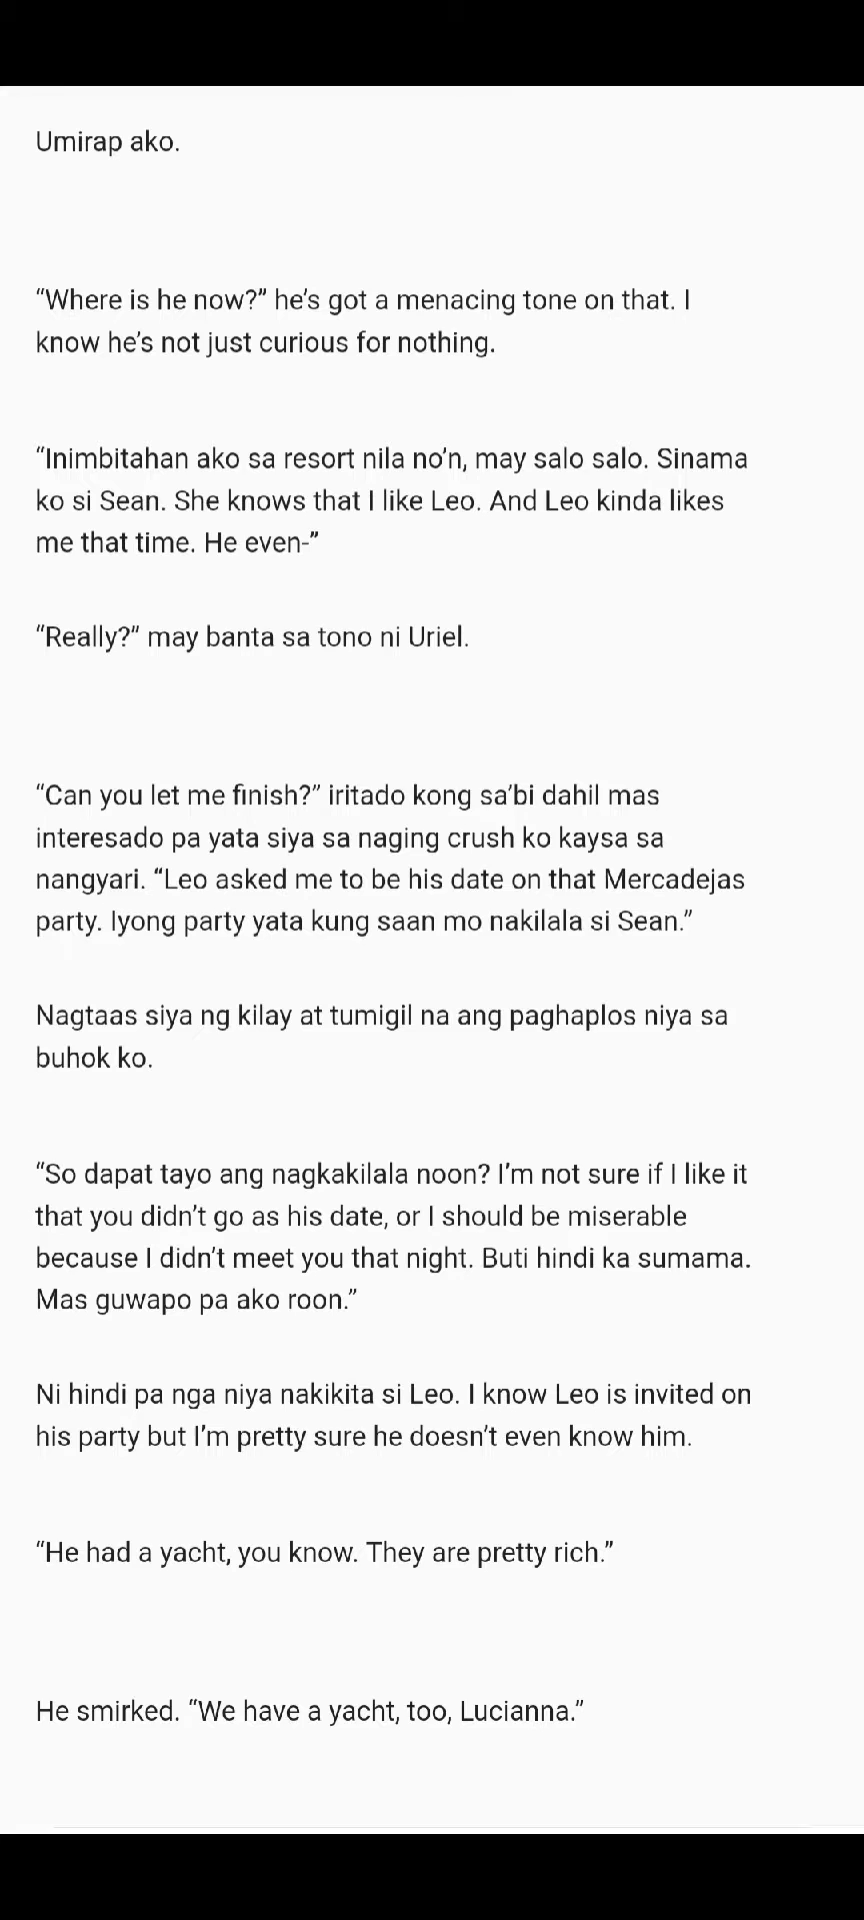 Umirap ako.
“Where is he now?” he’s got a menacing tone on that. I
know he’s not just curious for nothing.
“Inimbitahan ako sa resort nila no’n, may salo salo. Sinama
ko si Sean. She knows that I like Leo. And Leo kinda likes
me that time. He even-”
“Really?” may banta sa tono ni Uriel.
“Can you let me finish?” iritado kong sa’bi dahil mas
interesado pa yata siya sa naging crush ko kaysa sa
nangyari. “Leo asked me to be his date on that Mercadejas
party. Iyong party yata kung saan mo nakilala si Sean.”
Nagtaas siya ng kilay at tumigil na ang paghaplos niya sa
buhok ko.
“So dapat tayo ang nagkakilala noon? I’m not sure if I like it
that you didn’t go as his date, or I should be miserable
because I didn’t meet you that night. Buti hindi ka sumama.
Mas guwapo pa ako roon.”
Ni hindi pa nga niya nakikita si Leo. I know Leo is invited on
his party but I’m pretty sure he doesn’t even know him.
“He had a yacht, you know. They are pretty rich.”
He smirked. “We have a yacht, too, Lucianna.”